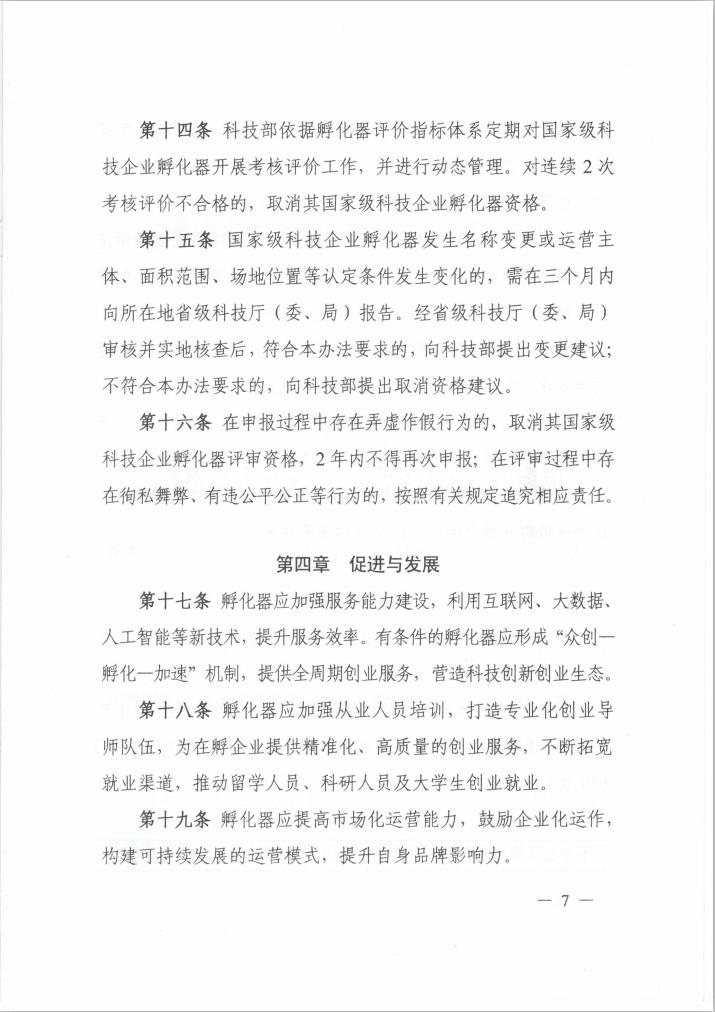 第十四条 科技部依据孵化器评价指标体系定期对国家级科
技企业孵化器开展考核评价工作，并进行动态管理。对连续 2 次
考核评价不合格的，取消其国家级科技企业孵化器资格。
第十五条 国家级科技企业孵化器发生名称变更或运营主
体、面积范围、场地位置等认定条件发生变化的，需在三个月内
向所在地省级科技厅（委、局）报告。经省级科技厅（委、局）
审核并实地核查后，符合本办法要求的，向科技部提出变更建议；
不符合本办法要求的，向科技部提出取消资格建议。
第十六条 在申报过程中存在弄虚作假行为的，取消其国家级
科技企业孵化器评审资格，2 年内不得再次申报；在评审过程中存
在徇私舞弊、有违公平公正等行为的，按照有关规定追究相应责任。
第四章 促进与发展
第十七条 孵化器应加强服务能力建设，利用互联网、大数据、
人工智能等新技术，提升服务效率。有条件的孵化器应形成“众创—
孵化—加速”机制，提供全周期创业服务，营造科技创新创业生态。
第十八条 孵化器应加强从业人员培训，打造专业化创业导
师队伍，为在孵企业提供精准化、高质量的创业服务，不断拓宽
就业渠道，推动留学人员、科研人员及大学生创业就业。
第十九条 孵化器应提高市场化运营能力，鼓励企业化运作，
构建可持续发展的运营模式，提升自身品牌影响力。
— 7 —